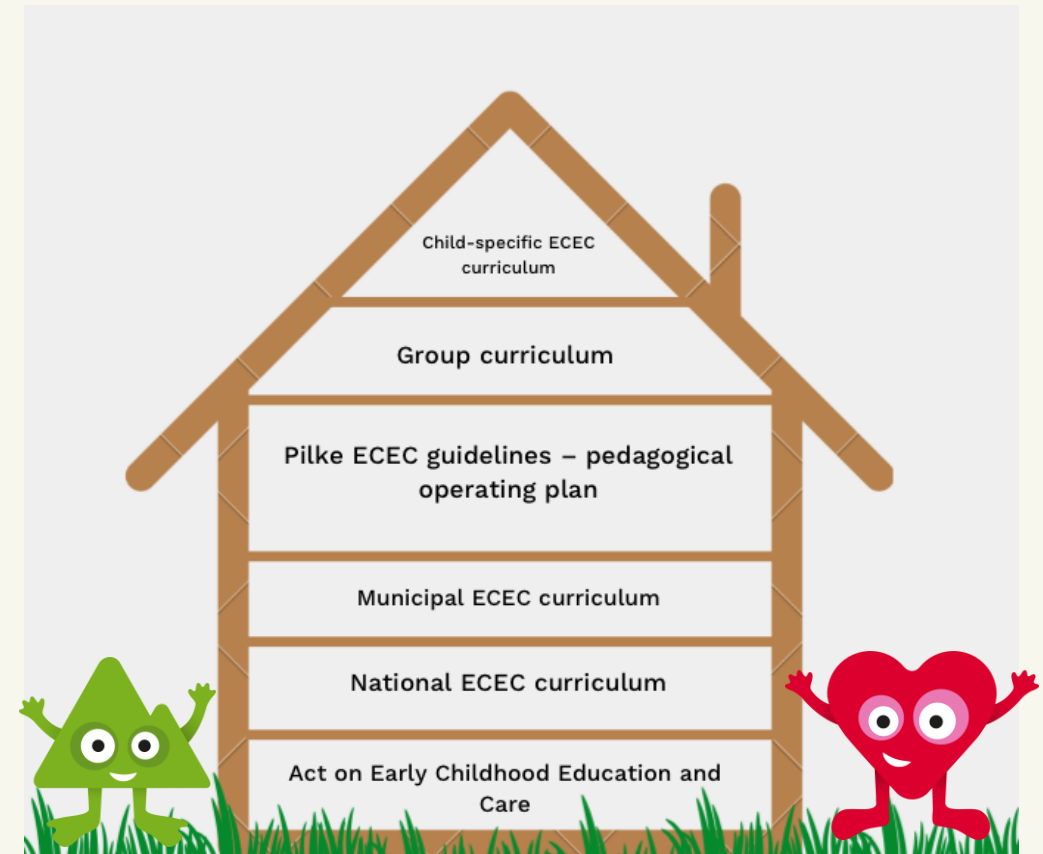 Child-specific ECEC
curriculum
Group curriculum
Pilke ECEC guidelines – pedagogical
operating plan
Municipal ECEC curriculum
National ECEC curriculum
Act on Early Childhood Education and
Care